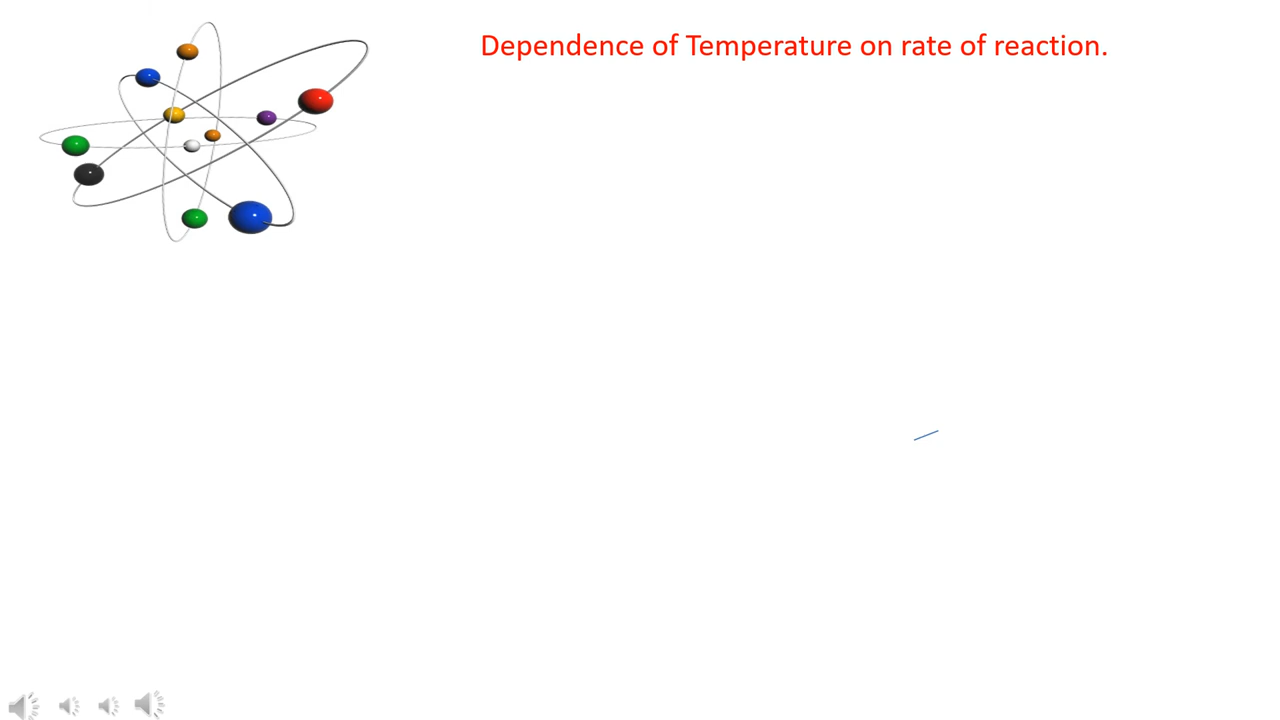 Dependence of Temperature on rate of reaction.